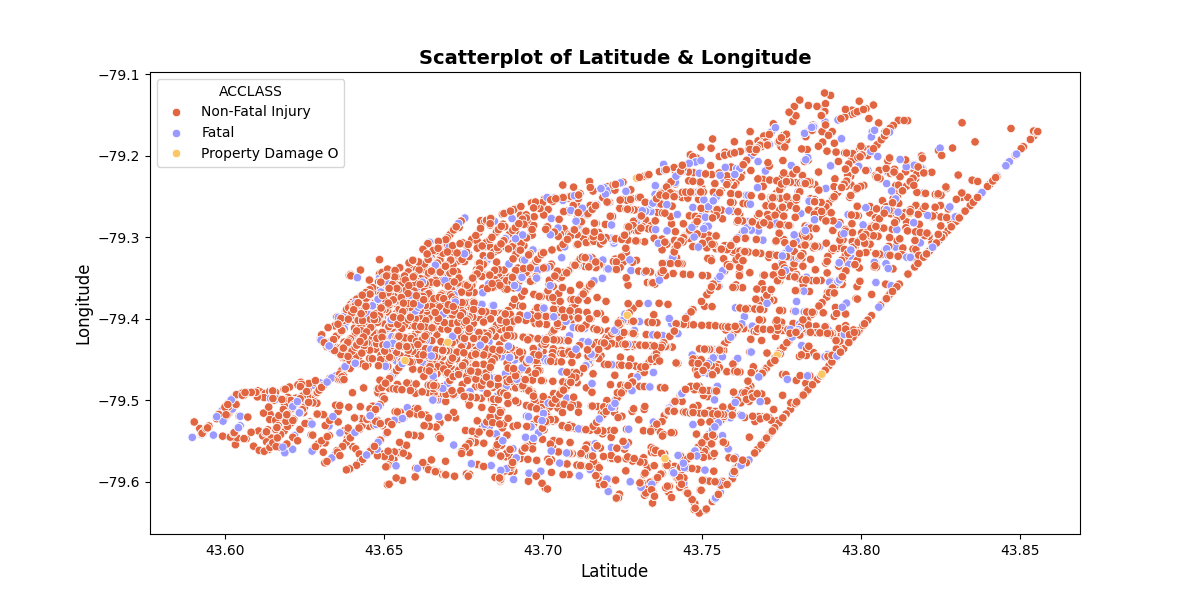 Scatterplot of Latitude & Longitude
ACCLASS
Non-Fatal Injury
Fatal
Property Damage O
−79.1
−79.2
−79.3
−79.4
−79.5
−79.6
Longitude
43.60 43.65 43.70 43.75 43.80 43.85
Latitude